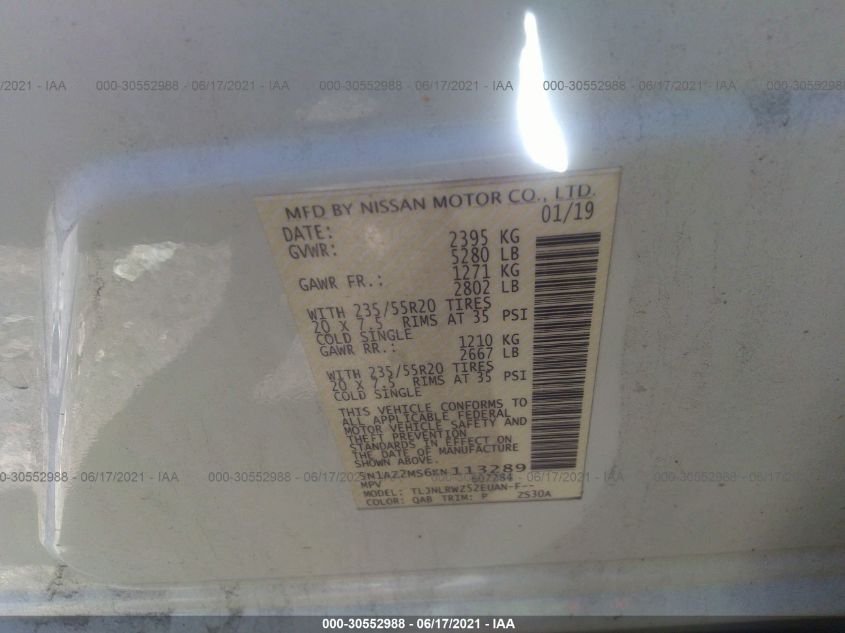 000-30552988 - 06/17/2021 - IAA
MFD BY NISSAN MOTOR CO., LTD.
DATE: 01/19
GVWR: 2395 KG
5280 LB
GAWR FR.: 1271 KG
2802 LB
WITH 235/55R20 TIRES
20 X 7.5 RIMS AT 35 PSI
COLD SINGLE
GAWR RR.: 1210 KG
2667 LB
WITH 235/55R20 TIRES
20 X 7.5 RIMS AT 35 PSI
COLD SINGLE
THIS VEHICLE CONFORMS TO
ALL APPLICABLE FEDERAL
MOTOR VEHICLE SAFETY AND
THEFT PREVENTION
STANDARDS IN EFFECT ON
THE DATE OF MANUFACTURE
SHOWN ABOVE.
5N1AZ2MS6KN113289
MPV
MODEL: TLJNLRWZ52EUAN-F--
COLOR: QAB TRIM: P ZS30A
000-30552988 - 06/17/2021 - IAA